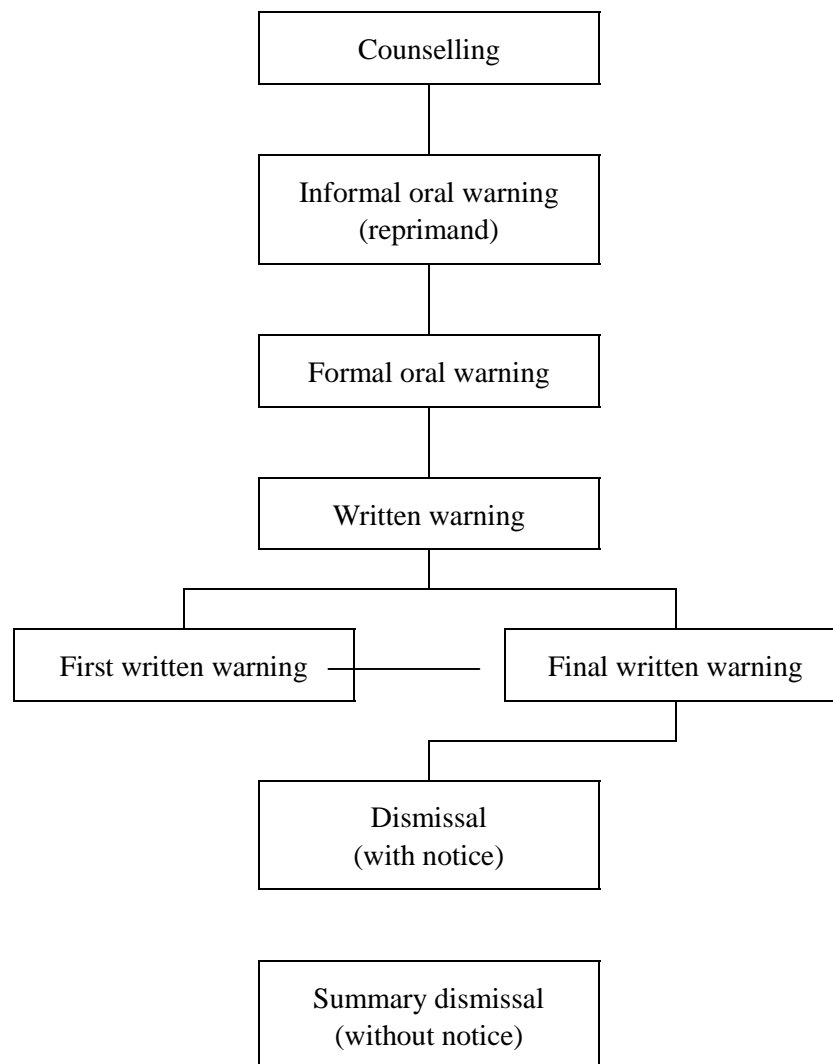 Counselling
Informal oral warning
(reprimand)
Formal oral warning
Written warning
First written warning
Final written warning
Dismissal
(with notice)
Summary dismissal
(without notice)